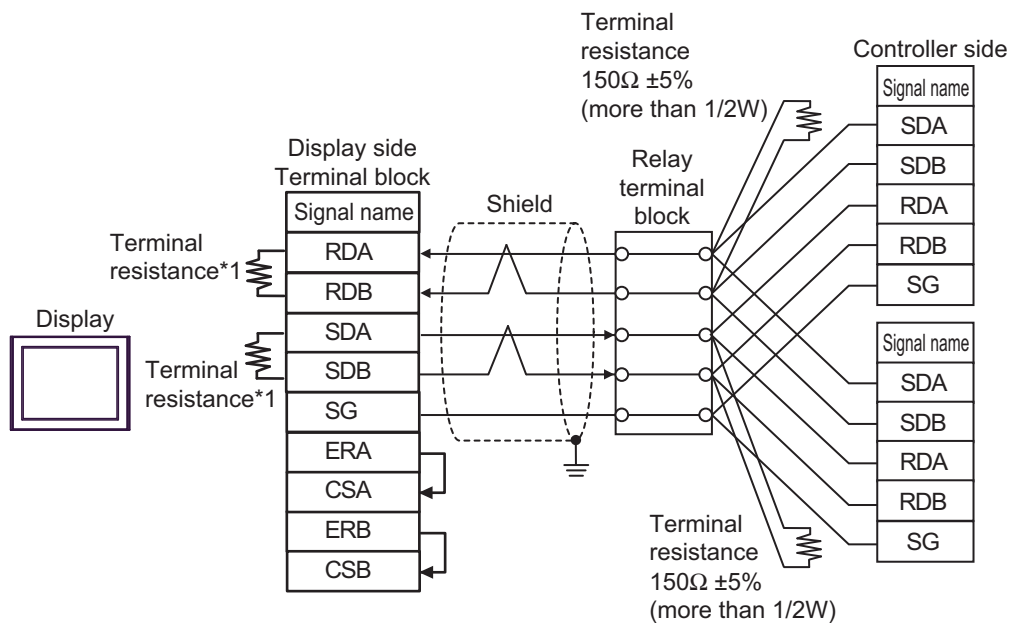 Terminal
resistance
150Ω ±5%
(more than 1/2W)
Controller side
Signal name
SDA
SDB
RDA
RDB
SG
Display side
Terminal block
Signal name
RDA
RDB
SDA
SDB
SG
ERA
CSA
ERB
CSB
Shield
Relay
terminal
block
Terminal
resistance*1
Display
Terminal
resistance*1
Signal name
SDA
SDB
RDA
RDB
SG
Terminal
resistance
150Ω ±5%
(more than 1/2W)